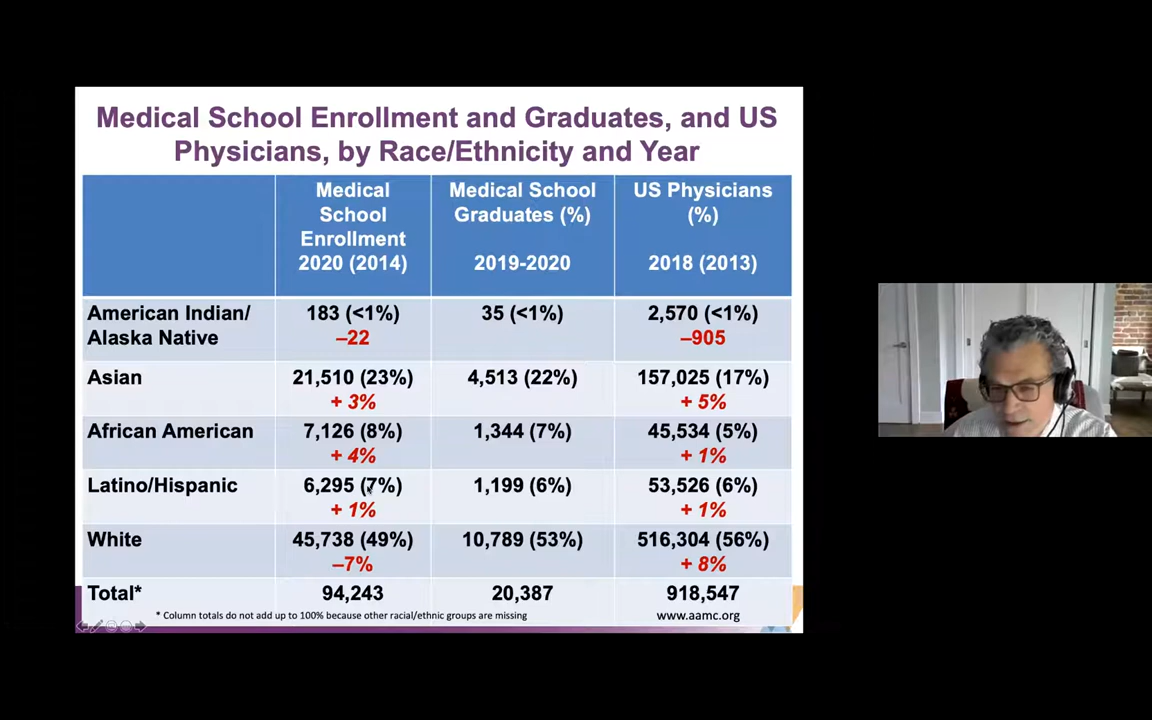 Medical School Enrollment and Graduates, and US
Physicians, by Race/Ethnicity and Year
Medical
School
Enrollment
2020 (2014)
Medical School
Graduates (%)
2019-2020
US Physicians
(%)
2018 (2013)
American Indian/
Alaska Native
183 (<1%)
–22
35 (<1%)
2,570 (<1%)
–905
Asian
21,510 (23%)
+ 3%
4,513 (22%)
157,025 (17%)
+ 5%
African American
7,126 (8%)
+ 4%
1,344 (7%)
45,534 (5%)
+ 1%
Latino/Hispanic
6,295 (7%)
+ 1%
1,199 (6%)
53,526 (6%)
+ 1%
White
45,738 (49%)
–7%
10,789 (53%)
516,304 (56%)
+ 8%
Total*
94,243
20,387
918,547
* Column totals do not add up to 100% because other racial/ethnic groups are missing
www.aamc.org